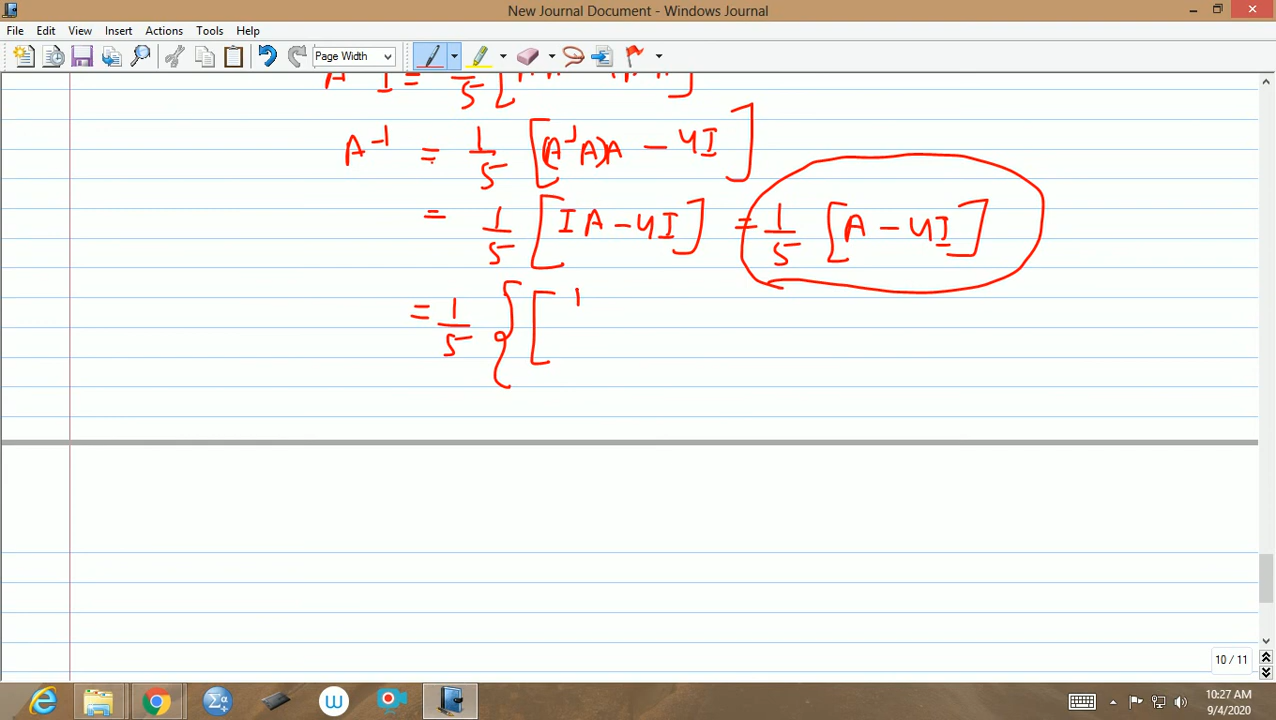 New Journal Document - Windows Journal
File Edit View Insert Actions Tools Help
Page Width
A⁻¹ = 1/5 [(A⁻¹A)A - 4I]
= 1/5 [IA - 4I] = 1/5 [A - 4I]
= 1/5 { [ 1
10 / 11
10:27 AM
9/4/2020